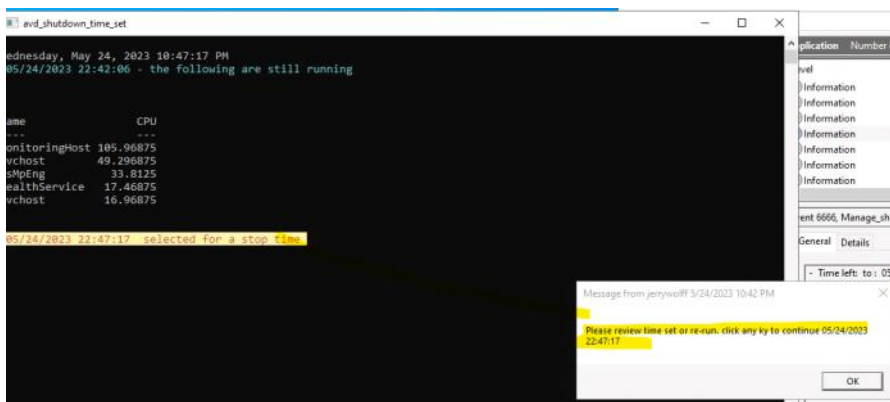 avd_shutdown_time_set
ednesday, May 24, 2023 10:47:17 PM
05/24/2023 22:42:06 - the following are still running
ame CPU
--- ---
onitoringHost 105.96875
vchost 49.296875
sMpEng 33.8125
ealthService 17.46875
vchost 16.96875
05/24/2023 22:47:17 selected for a stop time
plication Number
evel
Information
Information
Information
Information
Information
Information
Information
ent 6666, Manage_sh
General Details
- Time left: to : 05
Message from jerrywolff 5/24/2023 10:42 PM
Please review time set or re-run. click any ky to continue 05/24/2023
22:47:17
OK